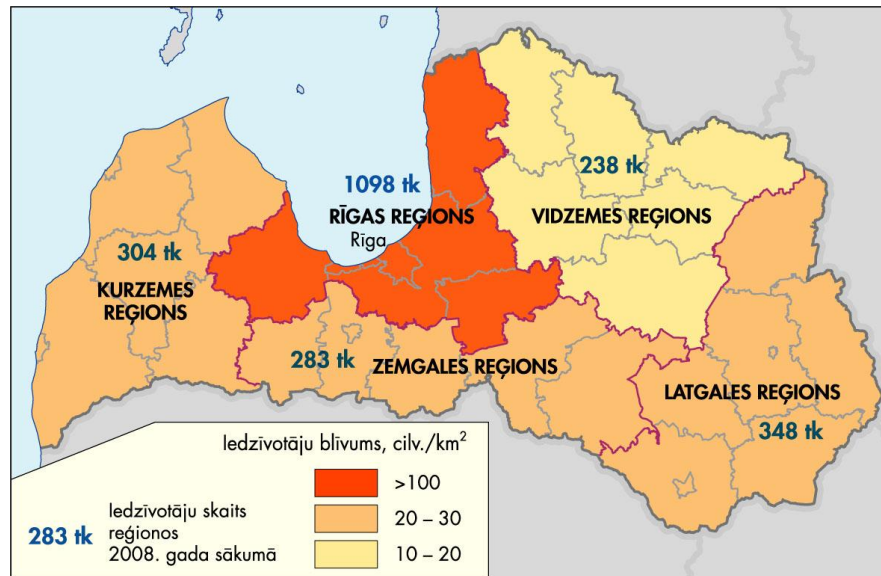 1098 tk
RĪGAS REĢIONS
Rīga
238 tk
VIDZEMES REĢIONS
304 tk
KURZEMES
REĢIONS
283 tk
ZEMGALES REĢIONS
LATGALES REĢIONS
348 tk
Iedzīvotāju blīvums, cilv./km²
>100
20 – 30
10 – 20
283 tk
Iedzīvotāju skaits
reģionos
2008. gada sākumā